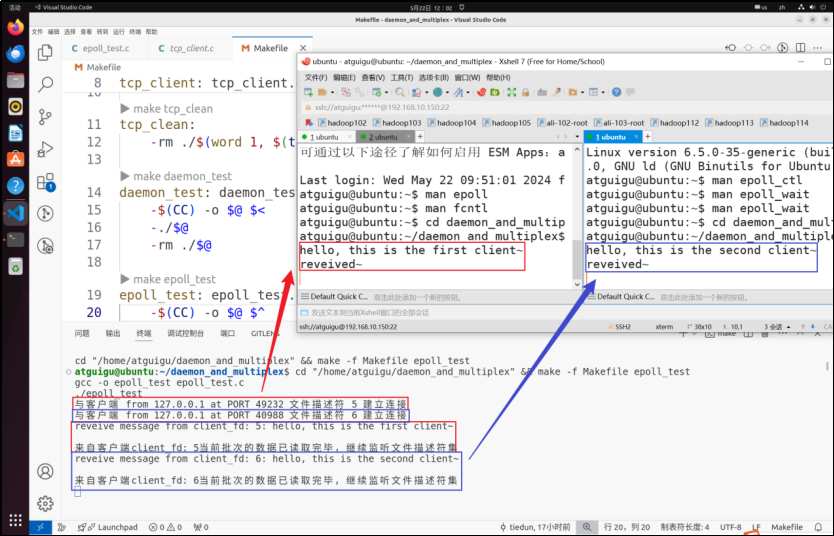 活动
Visual Studio Code
5月22日 12:02
zh
Makefile - daemon_and_multiplex - Visual Studio Code
文件 编辑 选择 查看 转到 运行 终端 帮助
C epoll_test.c
C tcp_client.c
M Makefile
M Makefile
8 tcp_client: tcp_client.
10
make tcp_clean
11 tcp_clean:
12 -rm ./$(word 1, $(t
13
make daemon_test
14 daemon_test: daemon_tes
15 -$(CC) -o $@ $<
16 -./$@
17 -rm ./$@
18
make epoll_test
19 epoll_test: epoll_test.
20 -$(CC) -o $@ $^
ubuntu - atguigu@ubuntu: ~/daemon_and_multiplex - Xshell 7 (Free for Home/School)
文件(F) 编辑(E) 查看(V) 工具(T) 选项卡(B) 窗口(W) 帮助(H)
ssh://atguigu:******@192.168.10.150:22
hadoop102 hadoop103 hadoop104 hadoop105 ali-102-root ali-103-root hadoop112 hadoop113 hadoop114
1 ubuntu
2 ubuntu
1 ubuntu
可通过以下途径了解如何启用 ESM Apps: a
Last login: Wed May 22 09:51:01 2024 f
atguigu@ubuntu:~$ man epoll
atguigu@ubuntu:~$ man fcntl
atguigu@ubuntu:~$ cd daemon_and_multip
atguigu@ubuntu:~/daemon_and_multiplex$
hello, this is the first client~
reveived~
Linux version 6.5.0-35-generic (bui
.0, GNU ld (GNU Binutils for Ubuntu
atguigu@ubuntu:~$ man epoll_ctl
atguigu@ubuntu:~$ man epoll_wait
atguigu@ubuntu:~$ man epoll_wait
atguigu@ubuntu:~$ cd daemon_and_mul
atguigu@ubuntu:~/daemon_and_multiple
hello, this is the second client~
reveived~
Default Quick C... 双击此处添加一个新的按钮。
Default Quick C... 双击此处添加一个新的按钮。
发送文本到当前Xshell窗口的全部会话
ssh://atguigu@192.168.10.150:22
SSH2
xterm
38x10
10,1
3 会话
问题 输出 终端 调试控制台 端口 GITLENS
make
cd "/home/atguigu/daemon_and_multiplex" && make -f Makefile epoll_test
atguigu@ubuntu:~/daemon_and_multiplex$ cd "/home/atguigu/daemon_and_multiplex" && make -f Makefile epoll_test
gcc -o epoll_test epoll_test.c
./epoll_test
与客户端 from 127.0.0.1 at PORT 49232 文件描述符 5 建立连接
与客户端 from 127.0.0.1 at PORT 40988 文件描述符 6 建立连接
reveive message from client_fd: 5: hello, this is the first client~
来自客户端client_fd: 5当前批次的数据已读取完毕，继续监听文件描述符集
reveive message from client_fd: 6: hello, this is the second client~
来自客户端client_fd: 6当前批次的数据已读取完毕，继续监听文件描述符集
Launchpad
0 0
0
tiedun, 17小时前
行 20，列 20
制表符长度: 4
UTF-8
LF
Makefile